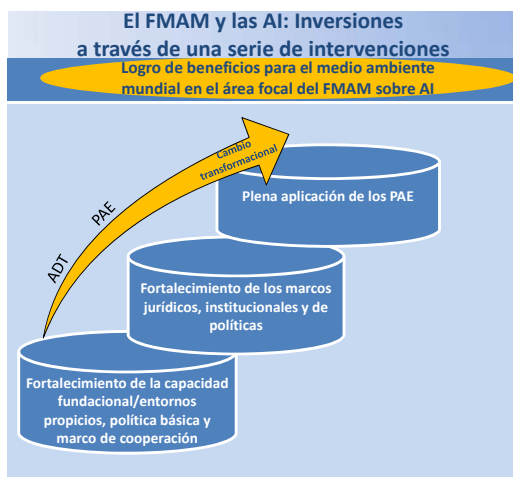 El FMAM y las AI: Inversiones
a través de una serie de intervenciones
Logro de beneficios para el medio ambiente
mundial en el área focal del FMAM sobre AI
Cambio
transformacional
PAE
ADT
Plena aplicación de los PAE
Fortalecimiento de los marcos
jurídicos, institucionales y de
políticas
Fortalecimiento de la capacidad
fundacional/entornos
propicios, política básica y
marco de cooperación